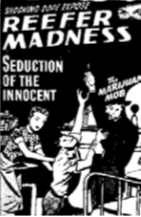 SHOCKING DOPE EXPOSE
REEFER
MADNESS
SEDUCTION
OF THE
INNOCENT
The
MARIJUANA
MOB